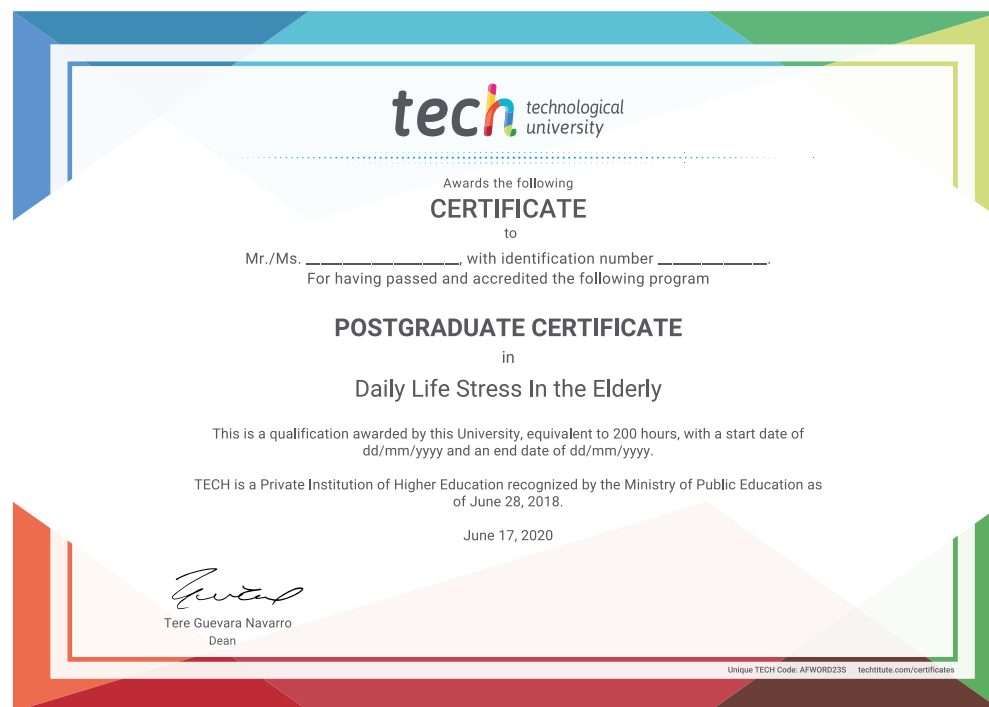 tech technological
university
Awards the following
CERTIFICATE
to
Mr./Ms. ____________________, with identification number ______________.
For having passed and accredited the following program
POSTGRADUATE CERTIFICATE
in
Daily Life Stress In the Elderly
This is a qualification awarded by this University, equivalent to 200 hours, with a start date of
dd/mm/yyyy and an end date of dd/mm/yyyy.
TECH is a Private Institution of Higher Education recognized by the Ministry of Public Education as
of June 28, 2018.
June 17, 2020
Tere Guevara Navarro
Dean
Unique TECH Code: AFWORD23S techtitute.com/certificates